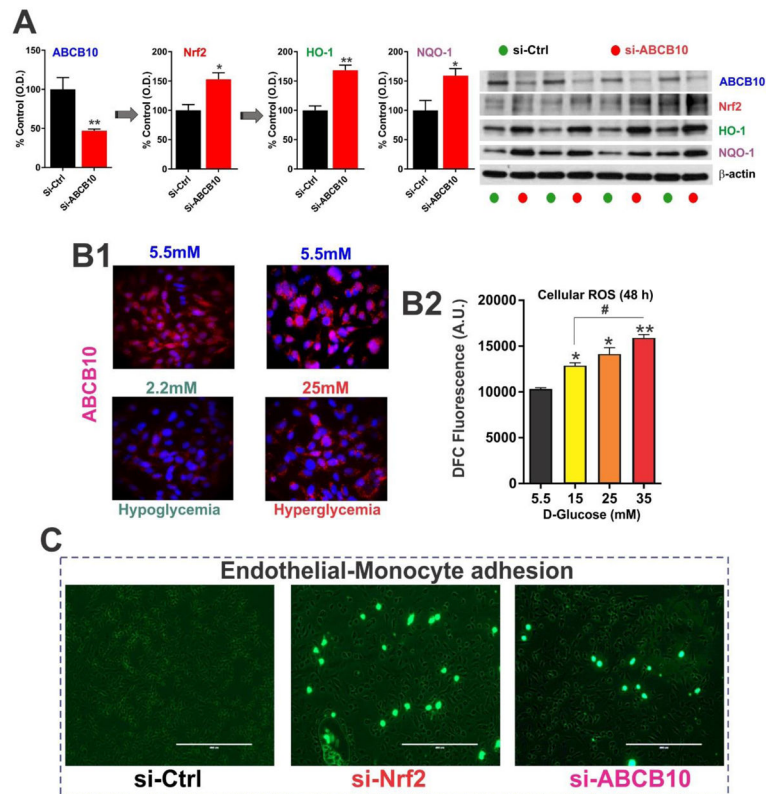 A
ABCB10
Nrf2
HO-1
NQO-1
% Control (O.D.)
150
100
50
0
Si-Ctrl
Si-ABCB10
*
**
% Control (O.D.)
200
150
100
50
0
Si-Ctrl
Si-ABCB10
*
% Control (O.D.)
200
150
100
50
0
Si-Ctrl
Si-ABCB10
**
% Control (O.D.)
200
150
100
50
0
Si-Ctrl
Si-ABCB10
*
si-Ctrl
si-ABCB10
ABCB10
Nrf2
HO-1
NQO-1
β-actin
B1
5.5mM
5.5mM
ABCB10
2.2mM
25mM
Hypoglycemia
Hyperglycemia
B2
Cellular ROS (48 h)
#
*
*
**
DFC Fluorescence (A.U.)
20000
15000
10000
5000
0
5.5 15 25 35
D-Glucose (mM)
C
Endothelial-Monocyte adhesion
si-Ctrl
si-Nrf2
si-ABCB10